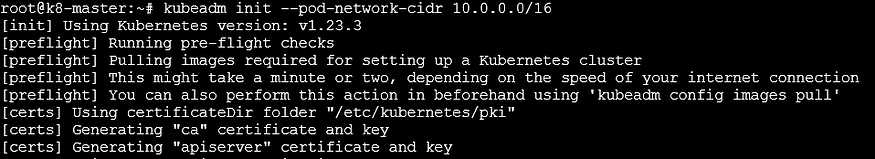 root@k8-master:~# kubeadm init --pod-network-cidr 10.0.0.0/16
[init] Using Kubernetes version: v1.23.3
[preflight] Running pre-flight checks
[preflight] Pulling images required for setting up a Kubernetes cluster
[preflight] This might take a minute or two, depending on the speed of your internet connection
[preflight] You can also perform this action in beforehand using 'kubeadm config images pull'
[certs] Using certificateDir folder "/etc/kubernetes/pki"
[certs] Generating "ca" certificate and key
[certs] Generating "apiserver" certificate and key